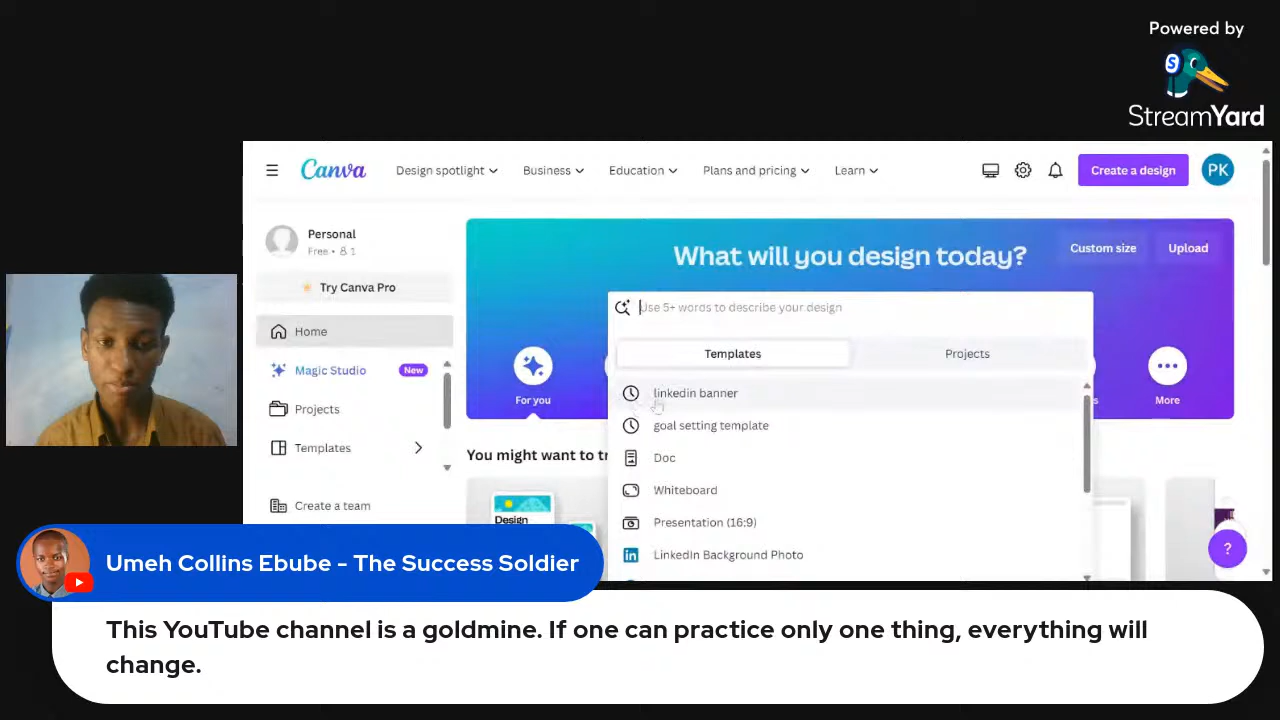 Powered by
StreamYard
Canva
Design spotlight
Business
Education
Plans and pricing
Learn
Create a design
PK
Personal
Free • 1
Try Canva Pro
Home
Magic Studio
New
Projects
Templates
Create a team
What will you design today?
Custom size
Upload
Use 5+ words to describe your design
Templates
Projects
linkedin banner
goal setting template
Doc
Whiteboard
Presentation (16:9)
LinkedIn Background Photo
For you
More
You might want to tr
Design
?
Umeh Collins Ebube - The Success Soldier
This YouTube channel is a goldmine. If one can practice only one thing, everything will
change.